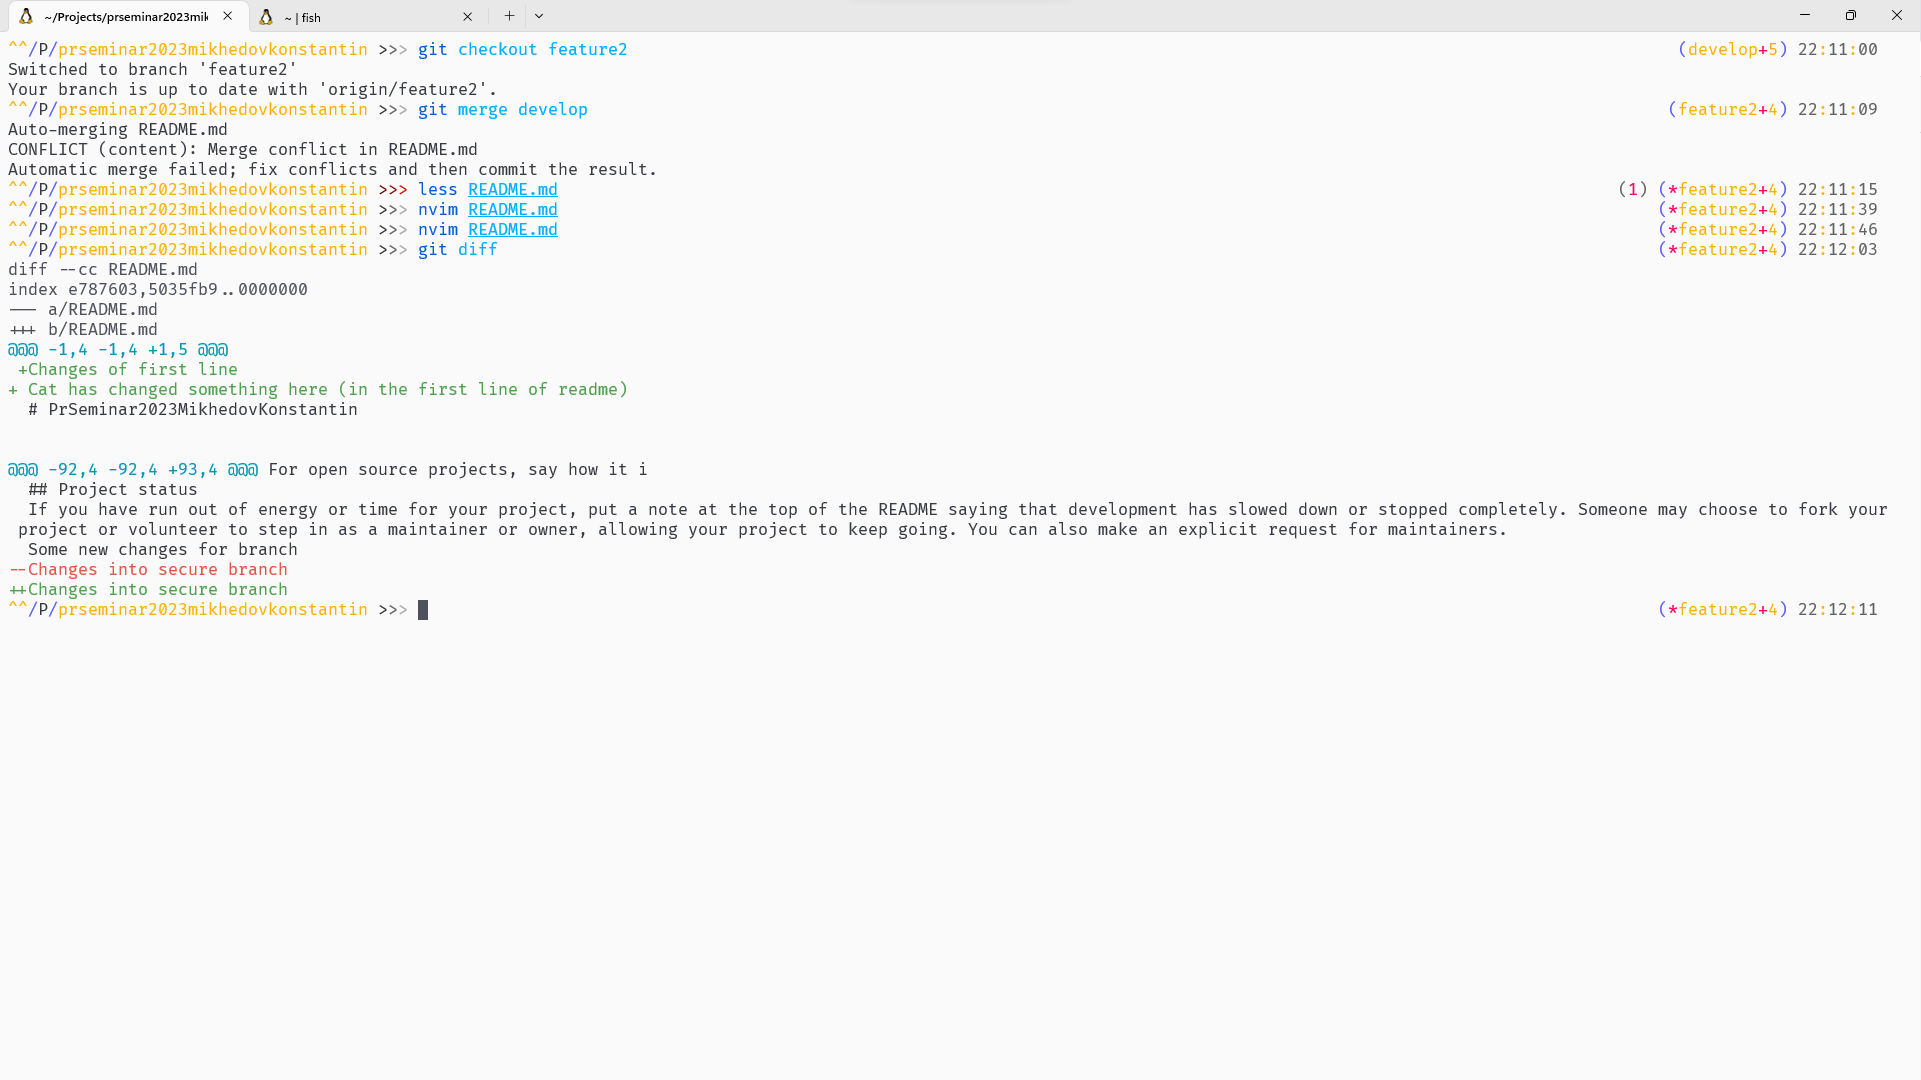 ~/Projects/prseminar2023mik
~ | fish
^^/P/prseminar2023mikhedovkonstantin >>> git checkout feature2 (develop+5) 22:11:00
Switched to branch 'feature2'
Your branch is up to date with 'origin/feature2'.
^^/P/prseminar2023mikhedovkonstantin >>> git merge develop (feature2+4) 22:11:09
Auto-merging README.md
CONFLICT (content): Merge conflict in README.md
Automatic merge failed; fix conflicts and then commit the result.
^^/P/prseminar2023mikhedovkonstantin >>> less README.md (1) (*feature2+4) 22:11:15
^^/P/prseminar2023mikhedovkonstantin >>> nvim README.md (*feature2+4) 22:11:39
^^/P/prseminar2023mikhedovkonstantin >>> nvim README.md (*feature2+4) 22:11:46
^^/P/prseminar2023mikhedovkonstantin >>> git diff (*feature2+4) 22:12:03
diff --cc README.md
index e787603,5035fb9..0000000
--- a/README.md
+++ b/README.md
@@@ -1,4 -1,4 +1,5 @@@
 +Changes of first line
+ Cat has changed something here (in the first line of readme)
  # PrSeminar2023MikhedovKonstantin
@@@ -92,4 -92,4 +93,4 @@@ For open source projects, say how it i
  ## Project status
  If you have run out of energy or time for your project, put a note at the top of the README saying that development has slowed down or stopped completely. Someone may choose to fork your
 project or volunteer to step in as a maintainer or owner, allowing your project to keep going. You can also make an explicit request for maintainers.
  Some new changes for branch
--Changes into secure branch
++Changes into secure branch
^^/P/prseminar2023mikhedovkonstantin >>> (*feature2+4) 22:12:11